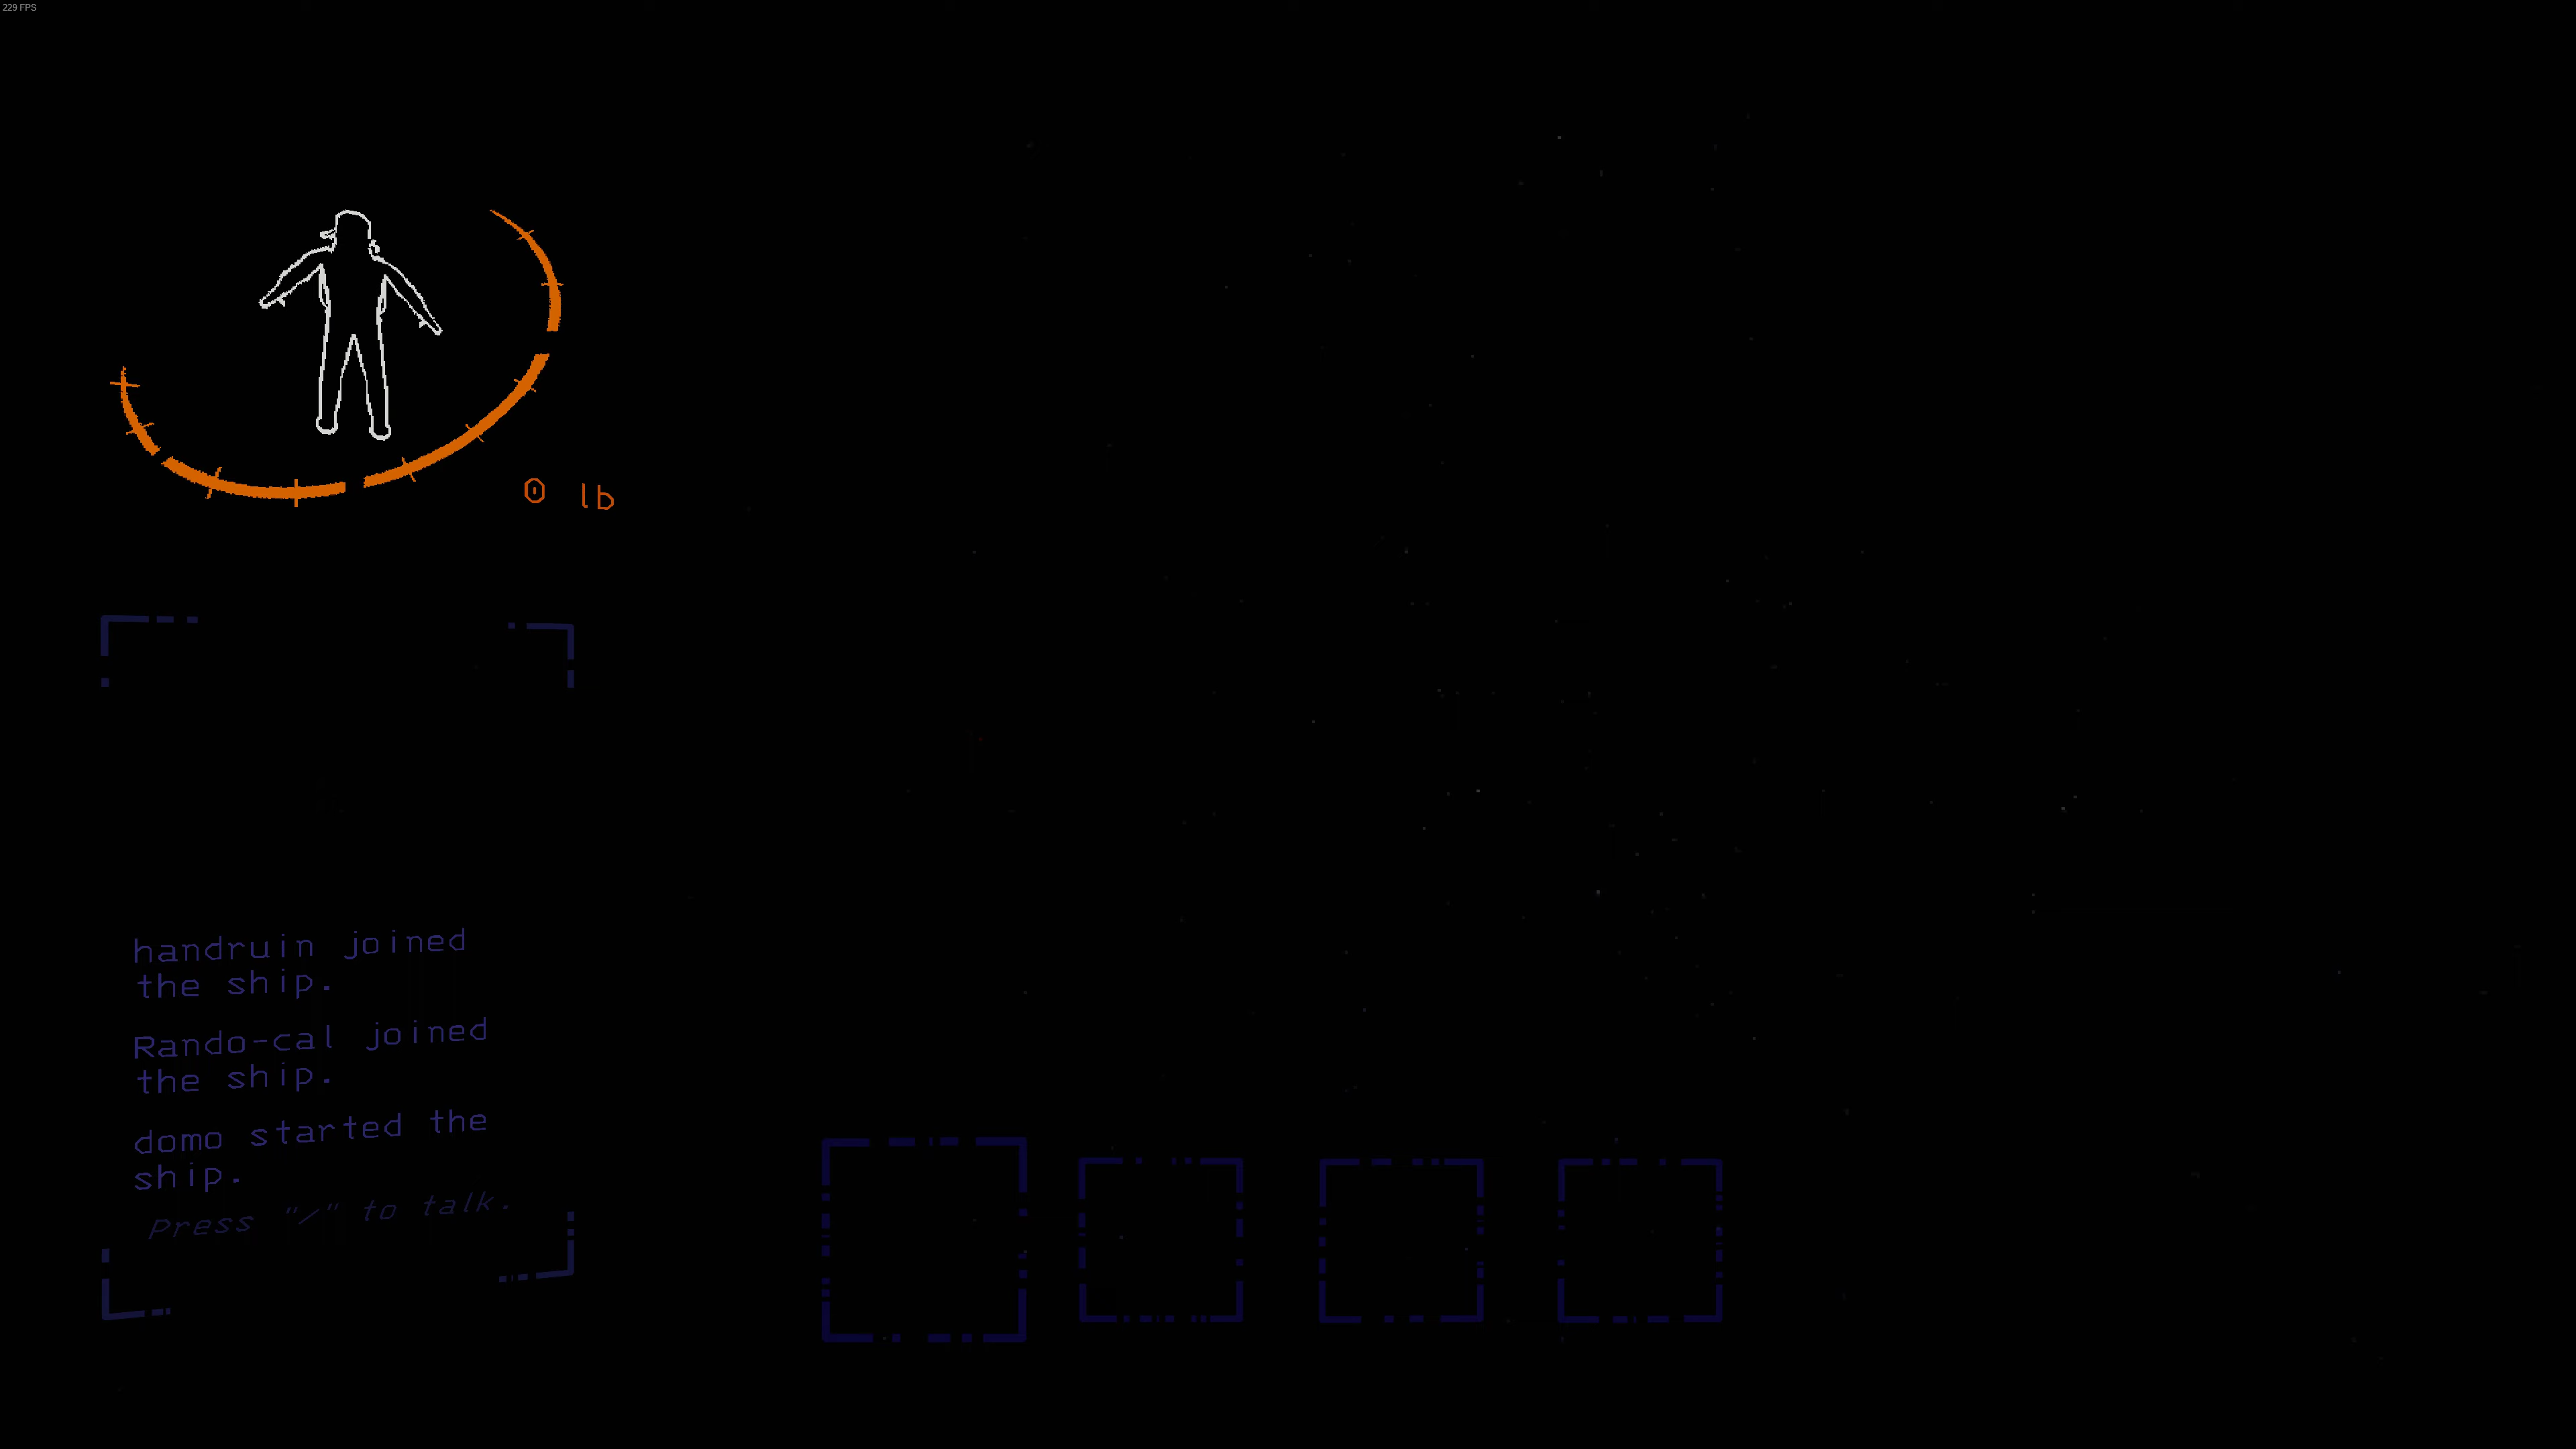 229 FPS
0 lb
handruin joined
the ship.
Rando-cal joined
the ship.
domo started the
ship.
Press "/" to talk.